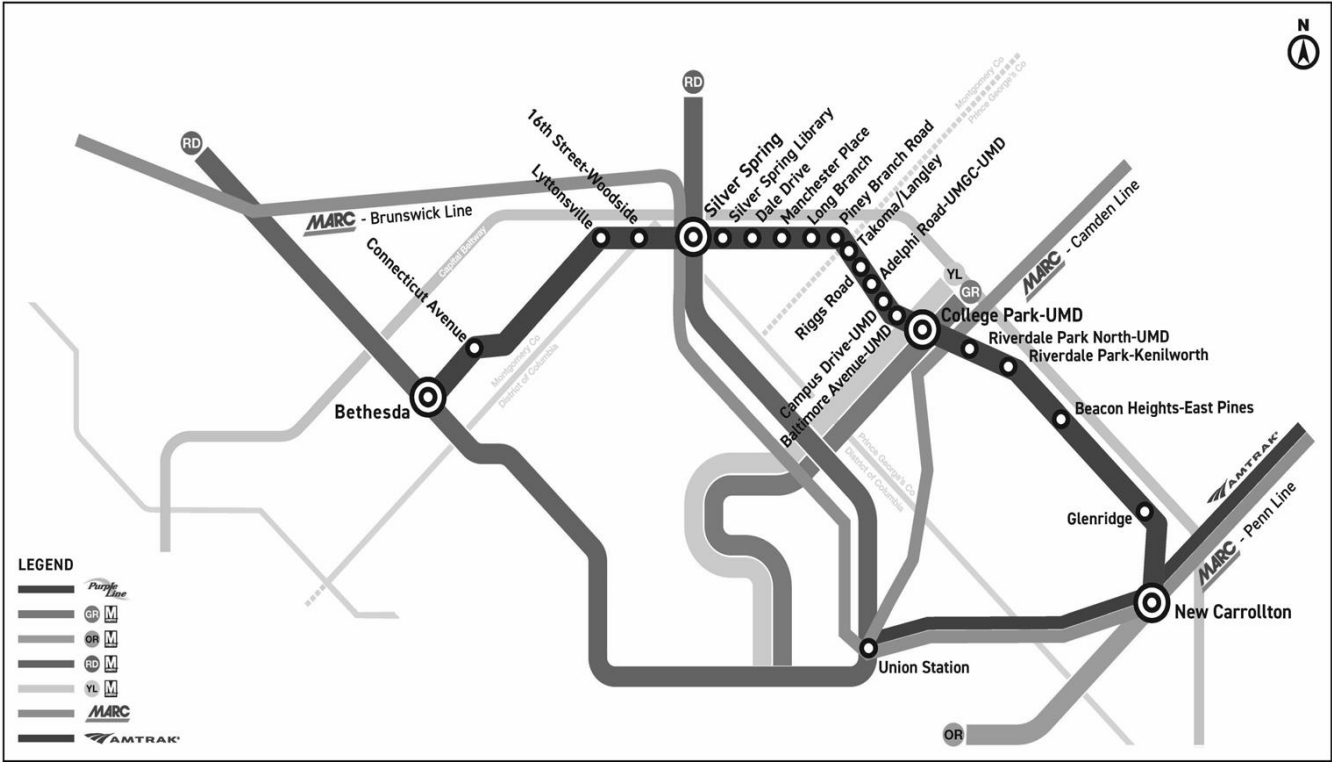 N
RD
RD
16th Street-Woodside
Lyttonsville
Connecticut Avenue
Silver Spring
Silver Spring Library
Dale Drive
Manchester Place
Long Branch
Piney Branch Road
Takoma/Langley
Adelphi Road-UMGC-UMD
Riggs Road
Campus Drive-UMD
Baltimore Avenue-UMD
Montgomery Co
Prince George's Co
MARC - Brunswick Line
Capital Beltway
MARC - Camden Line
YL
GR
College Park-UMD
Riverdale Park North-UMD
Riverdale Park-Kenilworth
Bethesda
Montgomery Co
District of Columbia
Beacon Heights-East Pines
Prince George's Co
District of Columbia
AMTRAK
MARC - Penn Line
Glenridge
New Carrollton
Union Station
OR
LEGEND
Purple Line
GR M
OR M
RD M
YL M
MARC
AMTRAK